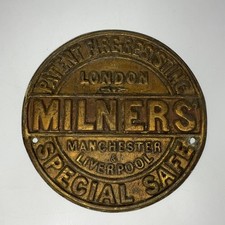 PATENT FIRE RESISTING
LONDON
MILNERS
MANCHESTER
&
LIVERPOOL
SPECIAL SAFE